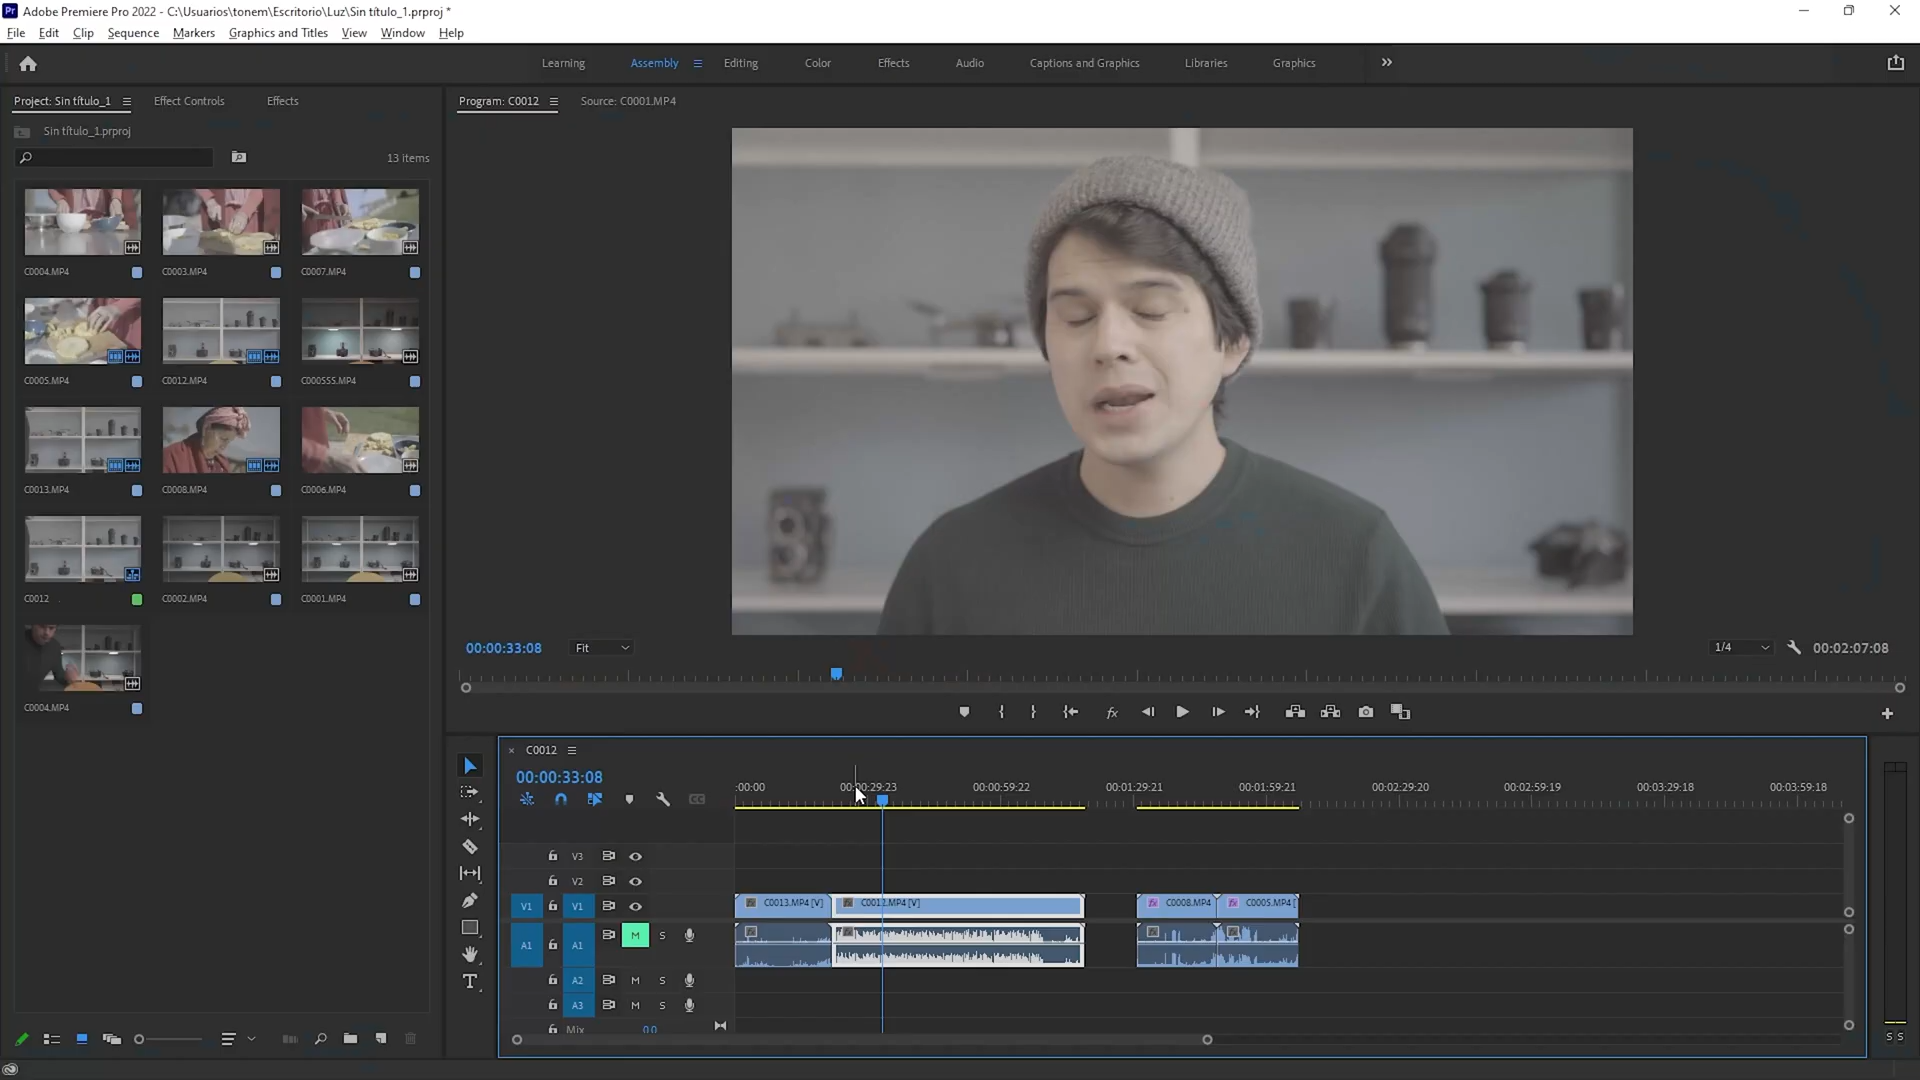 Pr Adobe Premiere Pro 2022 - C:\Usuarios\tonem\Escritorio\Luz\Sin título_1.prproj *
File Edit Clip Sequence Markers Graphics and Titles View Window Help
Learning Assembly Editing Color Effects Audio Captions and Graphics Libraries Graphics
Project: Sin título_1 Effect Controls Effects
Program: C0012 Source: C0001.MP4
Sin título_1.prproj
13 items
C0004.MP4 C0003.MP4 C0007.MP4
C0005.MP4 C0012.MP4 C000SSS.MP4
C0013.MP4 C0008.MP4 C0006.MP4
C0012 C0002.MP4 C0001.MP4
C0004.MP4
00:00:33:08 Fit 1/4 00:02:07:08
fx
C0012
00:00:33:08
:00:00 00:00:29:23 00:00:59:22 00:01:29:21 00:01:59:21 00:02:29:20 00:02:59:19 00:03:29:18 00:03:59:18
CC
V3
V2
V1 V1 C0013.MP4 [V] C0012.MP4 [V] C0008.MP4 C0005.MP4 [
A1 A1 M S
A2 M S
A3 M S
Mix 0.0
T
S S